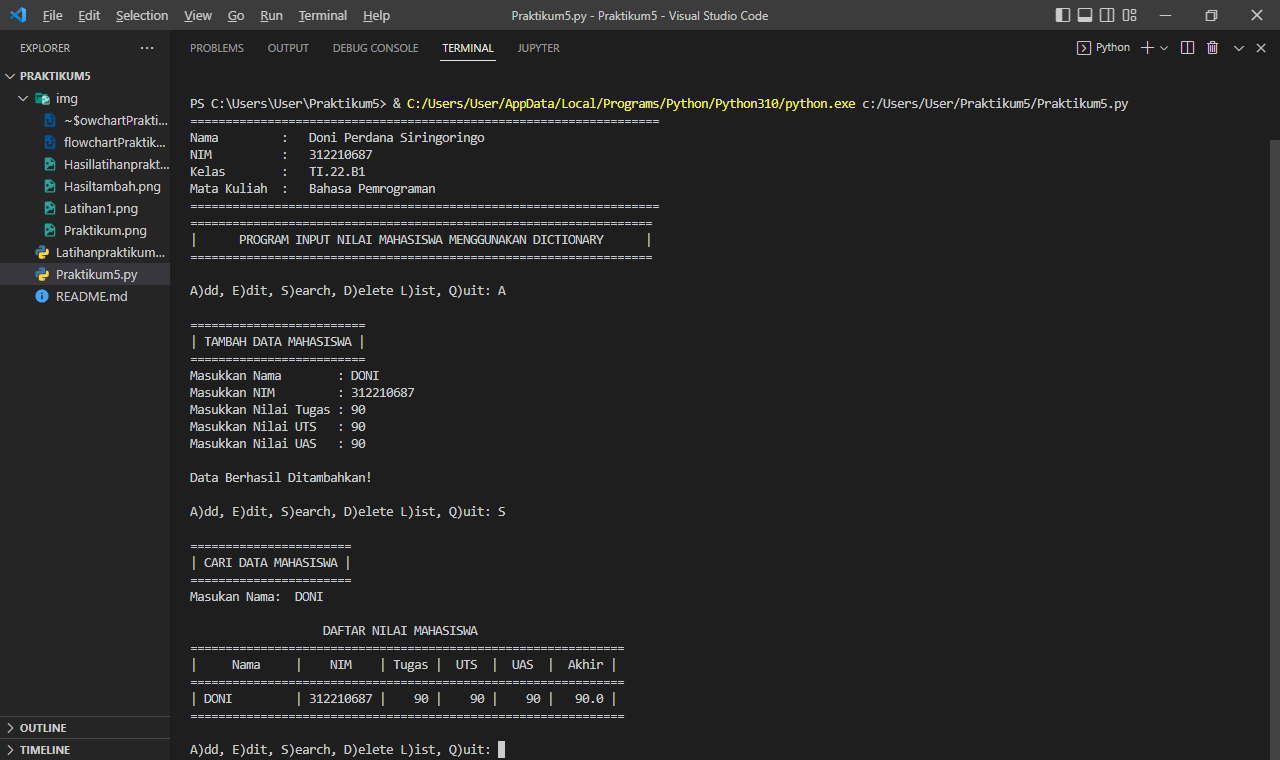 File Edit Selection View Go Run Terminal Help Praktikum5.py - Praktikum5 - Visual Studio Code
EXPLORER
PRAKTIKUM5
img
~$owchartPrakti...
flowchartPraktik...
Hasillatihanprakt...
Hasiltambah.png
Latihan1.png
Praktikum.png
Latihanpraktikum...
Praktikum5.py
README.md
OUTLINE
TIMELINE
PROBLEMS OUTPUT DEBUG CONSOLE TERMINAL JUPYTER Python
PS C:\Users\User\Praktikum5> & C:/Users/User/AppData/Local/Programs/Python/Python310/python.exe c:/Users/User/Praktikum5/Praktikum5.py
===================================================================
Nama         :   Doni Perdana Siringoringo
NIM          :   312210687
Kelas        :   TI.22.B1
Mata Kuliah  :   Bahasa Pemrograman
===================================================================
==================================================================
|      PROGRAM INPUT NILAI MAHASISWA MENGGUNAKAN DICTIONARY      |
==================================================================
A)dd, E)dit, S)earch, D)elete L)ist, Q)uit: A
=========================
| TAMBAH DATA MAHASISWA |
=========================
Masukkan Nama        : DONI
Masukkan NIM         : 312210687
Masukkan Nilai Tugas : 90
Masukkan Nilai UTS   : 90
Masukkan Nilai UAS   : 90
Data Berhasil Ditambahkan!
A)dd, E)dit, S)earch, D)elete L)ist, Q)uit: S
=======================
| CARI DATA MAHASISWA |
=======================
Masukan Nama:  DONI
DAFTAR NILAI MAHASISWA
==============================================================
|     Nama     |    NIM    | Tugas |  UTS  |  UAS  |  Akhir |
==============================================================
| DONI         | 312210687 |    90 |    90 |    90 |   90.0 |
==============================================================
A)dd, E)dit, S)earch, D)elete L)ist, Q)uit: